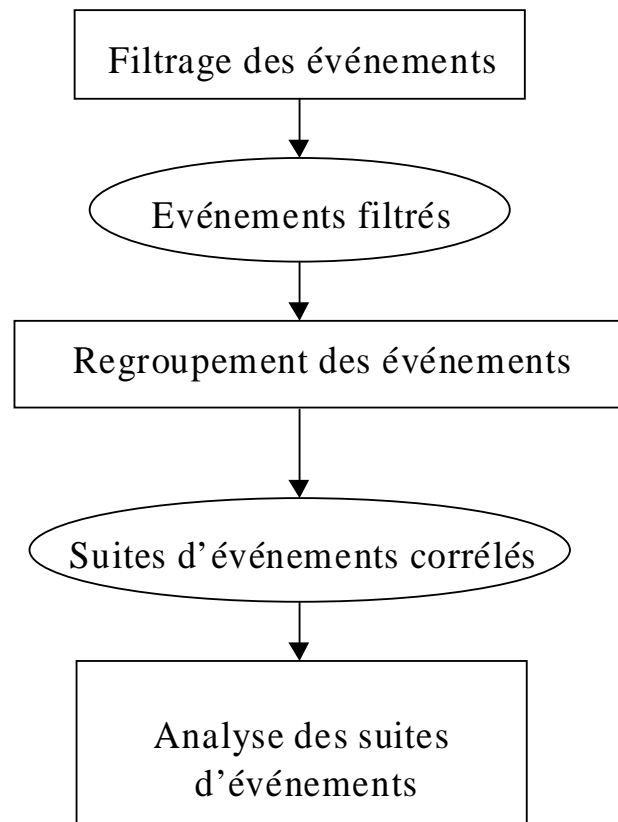 Filtrage des événements
Evénements filtrés
Regroupement des événements
Suites d’événements corrélés
Analyse des suites
d’événements